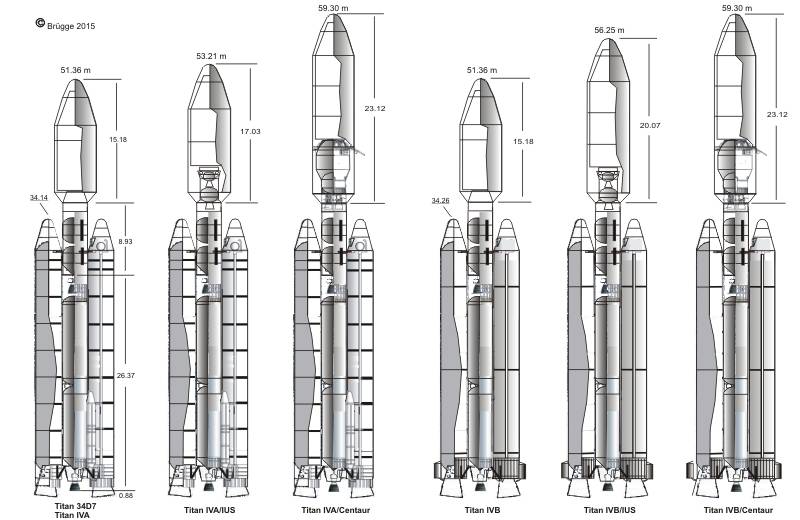 © Brügge 2015
51.36 m
53.21 m
59.30 m
51.36 m
56.25 m
59.30 m
15.18
17.03
23.12
15.18
20.07
23.12
34.14
34.26
8.93
26.37
0.88
Titan 34D7
Titan IVA
Titan IVA/IUS
Titan IVA/Centaur
Titan IVB
Titan IVB/IUS
Titan IVB/Centaur